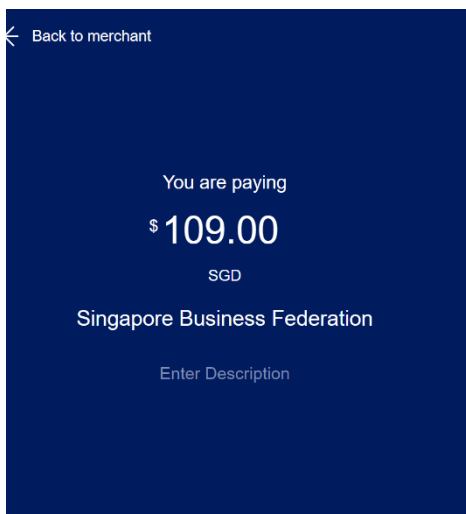 Back to merchant
You are paying
$109.00
SGD
Singapore Business Federation
Enter Description